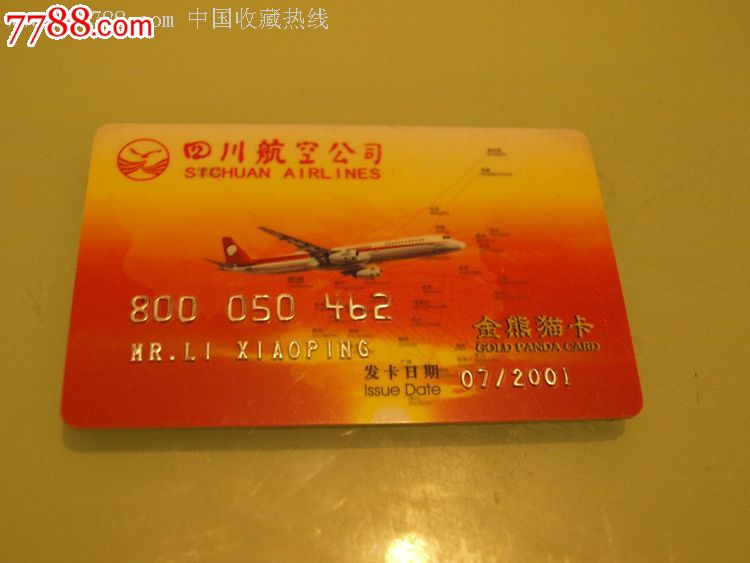 7788.com 中国收藏热线
四川航空公司
SICHUAN AIRLINES
800 050 462
MR.LI XIAOPING
金熊猫卡
GOLD PANDA CARD
发卡日期
Issue Date
07/2001